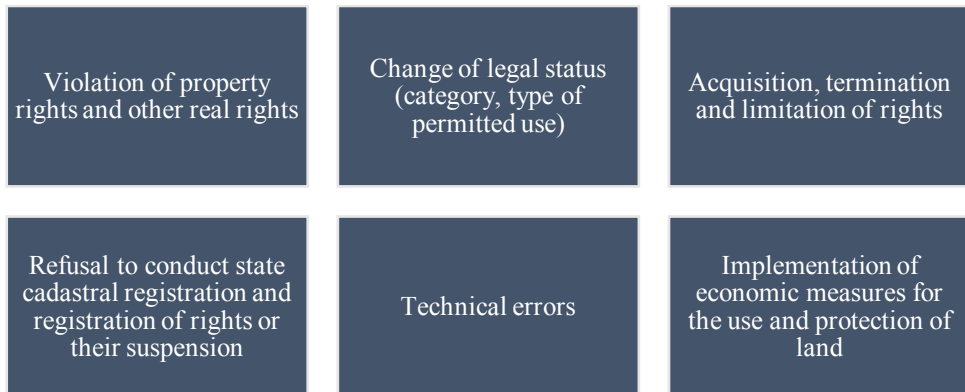 Violation of property
rights and other real rights
Change of legal status
(category, type of
permitted use)
Acquisition, termination
and limitation of rights
Refusal to conduct state
cadastral registration and
registration of rights or
their suspension
Technical errors
Implementation of
economic measures for
the use and protection of
land